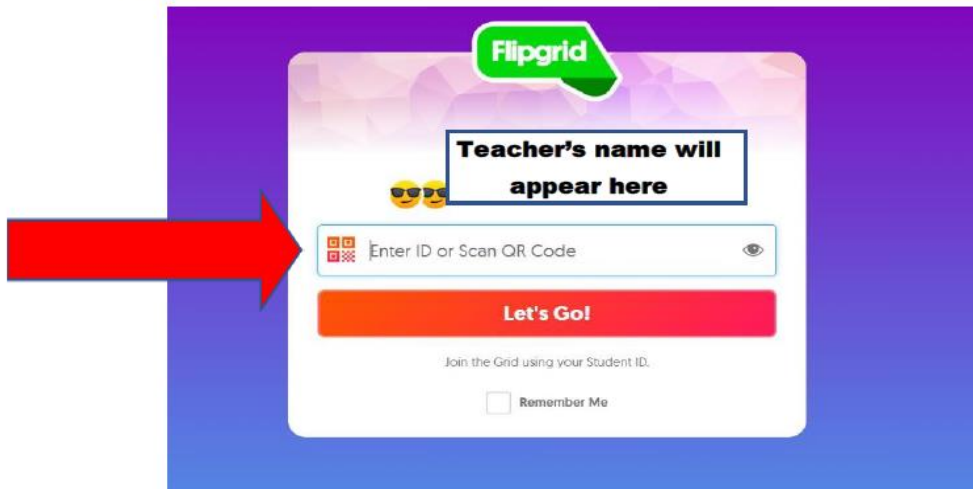 Flipgrid
Teacher's name will
appear here
Enter ID or Scan QR Code
Let's Go!
Join the Grid using your Student ID.
Remember Me